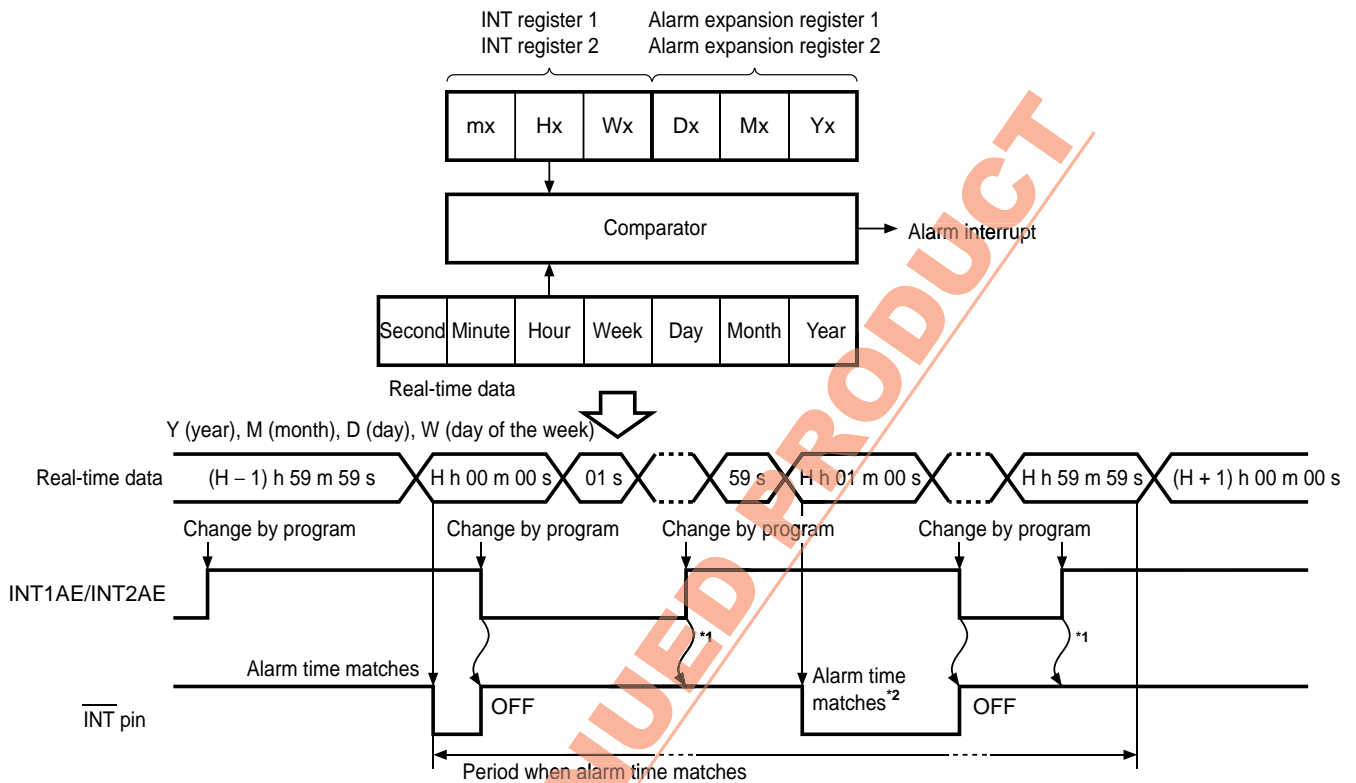 INT register 1 Alarm expansion register 1
INT register 2 Alarm expansion register 2
mx Hx Wx Dx Mx Yx
Comparator
Alarm interrupt
Second Minute Hour Week Day Month Year
Real-time data
Y (year), M (month), D (day), W (day of the week)
Real-time data (H – 1) h 59 m 59 s H h 00 m 00 s 01 s 59 s H h 01 m 00 s H h 59 m 59 s (H + 1) h 00 m 00 s
Change by program Change by program Change by program Change by program
INT1AE/INT2AE
*1 *1
Alarm time matches
Alarm time
matches*2
OFF OFF
INT pin
Period when alarm time matches
NUED PRODUCT